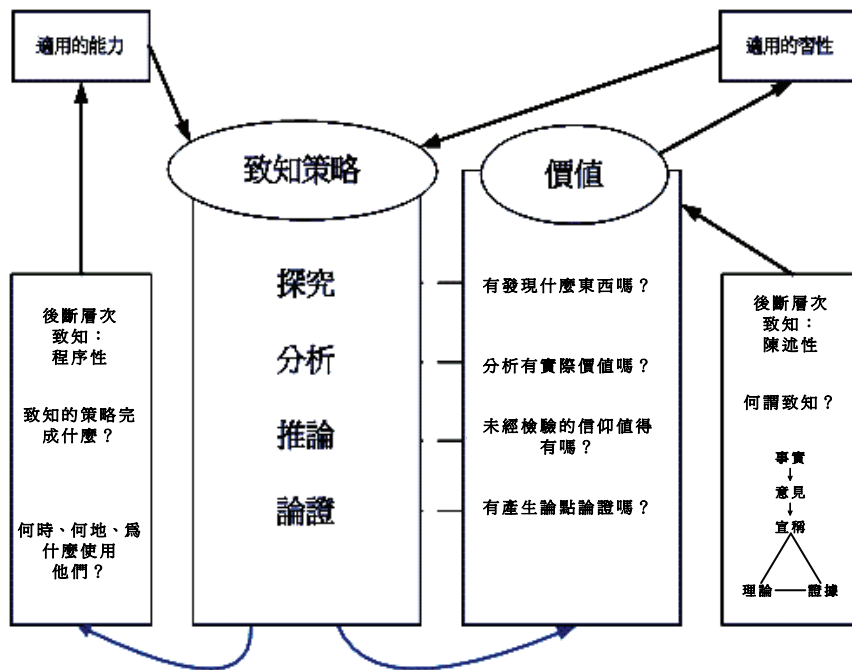 適用的能力
適用的習性
致知策略
價值
後斷層次
致知：
程序性
致知的策略完
成什麼？
何時、何地、爲
什麼使用
他們？
探究
分析
推論
論證
有發現什麼東西嗎？
分析有實際價值嗎？
未經檢驗的信仰值得
有嗎？
有產生論點論證嗎？
後斷層次
致知：
陳述性
何謂致知？
事實
↓
意見
↓
宣稱
理論
證據